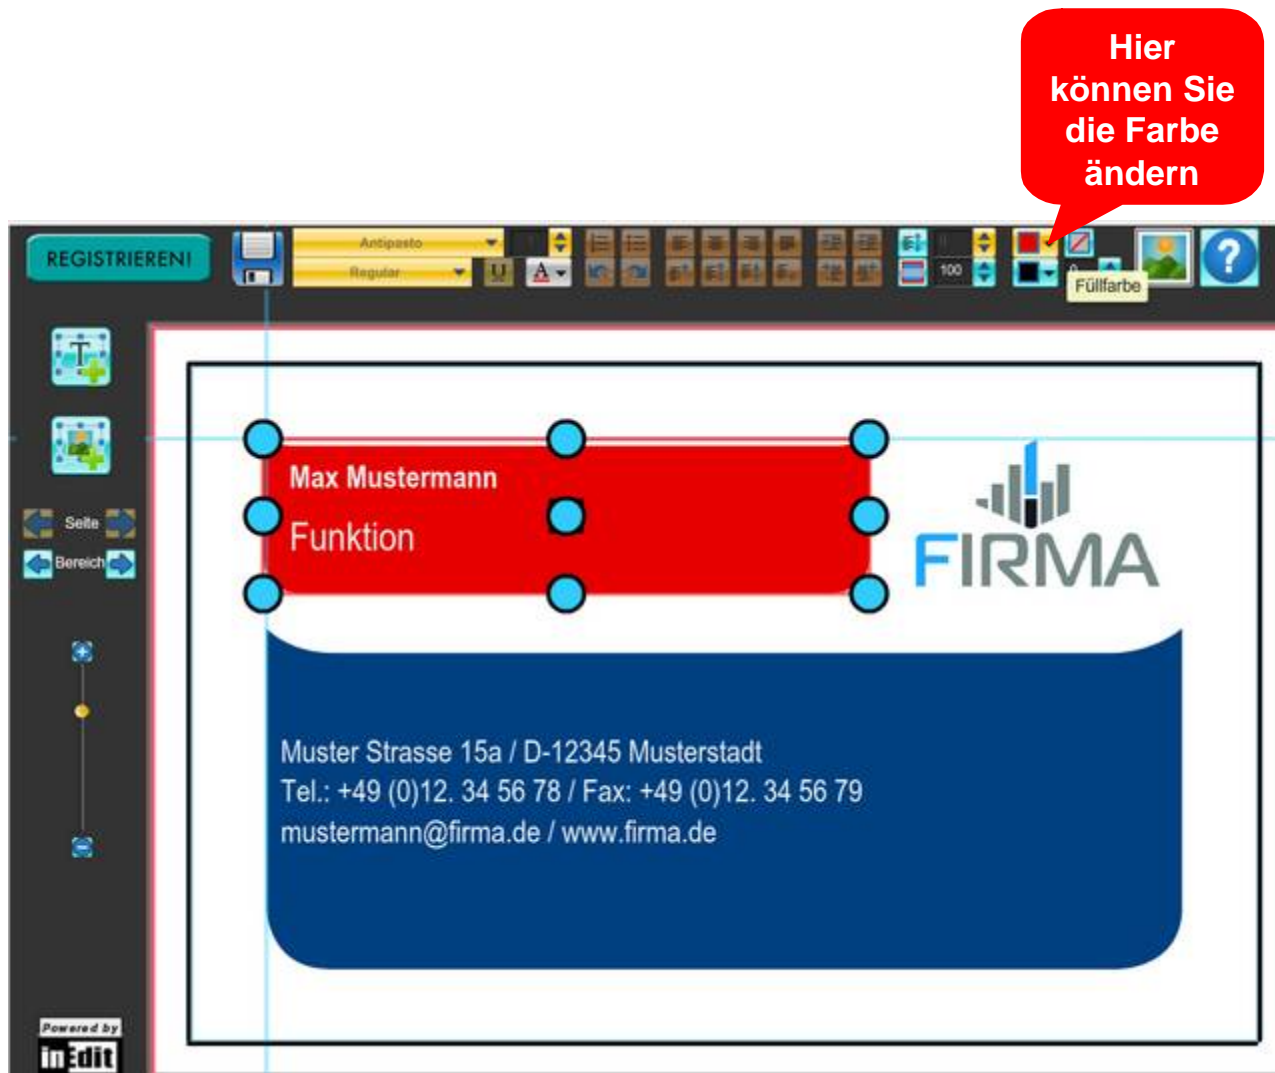 Hier
können Sie
die Farbe
ändern
REGISTRIEREN!
Antipasto
Regular
U
A
100
Füllfarbe
T
Seite
Bereich
Max Mustermann
Funktion
FIRMA
Muster Strasse 15a / D-12345 Musterstadt
Tel.: +49 (0)12. 34 56 78 / Fax: +49 (0)12. 34 56 79
mustermann@firma.de / www.firma.de
Powered by
inEdit